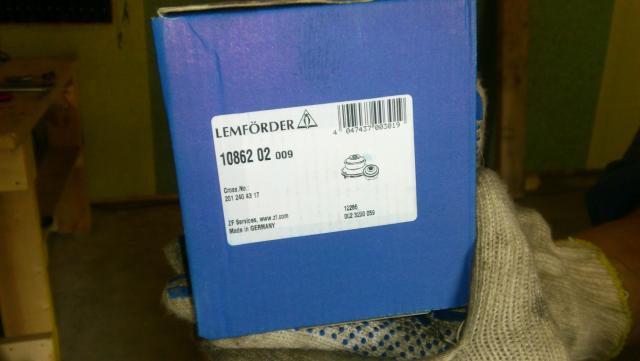 LEMFÖRDER
4 047437 003019
10862 02 009
Cross.No.:
201 240 43 17
ZF Services, www.zf.com
Made in GERMANY
12286